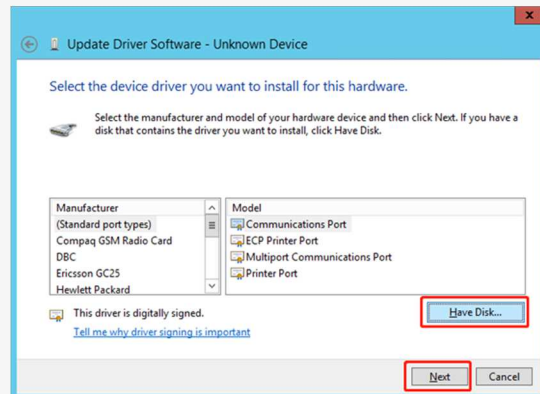 x
Update Driver Software - Unknown Device
Select the device driver you want to install for this hardware.
Select the manufacturer and model of your hardware device and then click Next. If you have a
disk that contains the driver you want to install, click Have Disk.
Manufacturer
(Standard port types)
Compaq GSM Radio Card
DBC
Ericsson GC25
Hewlett Packard
Model
Communications Port
ECP Printer Port
Multiport Communications Port
Printer Port
This driver is digitally signed.
Tell me why driver signing is important
Have Disk...
Next
Cancel